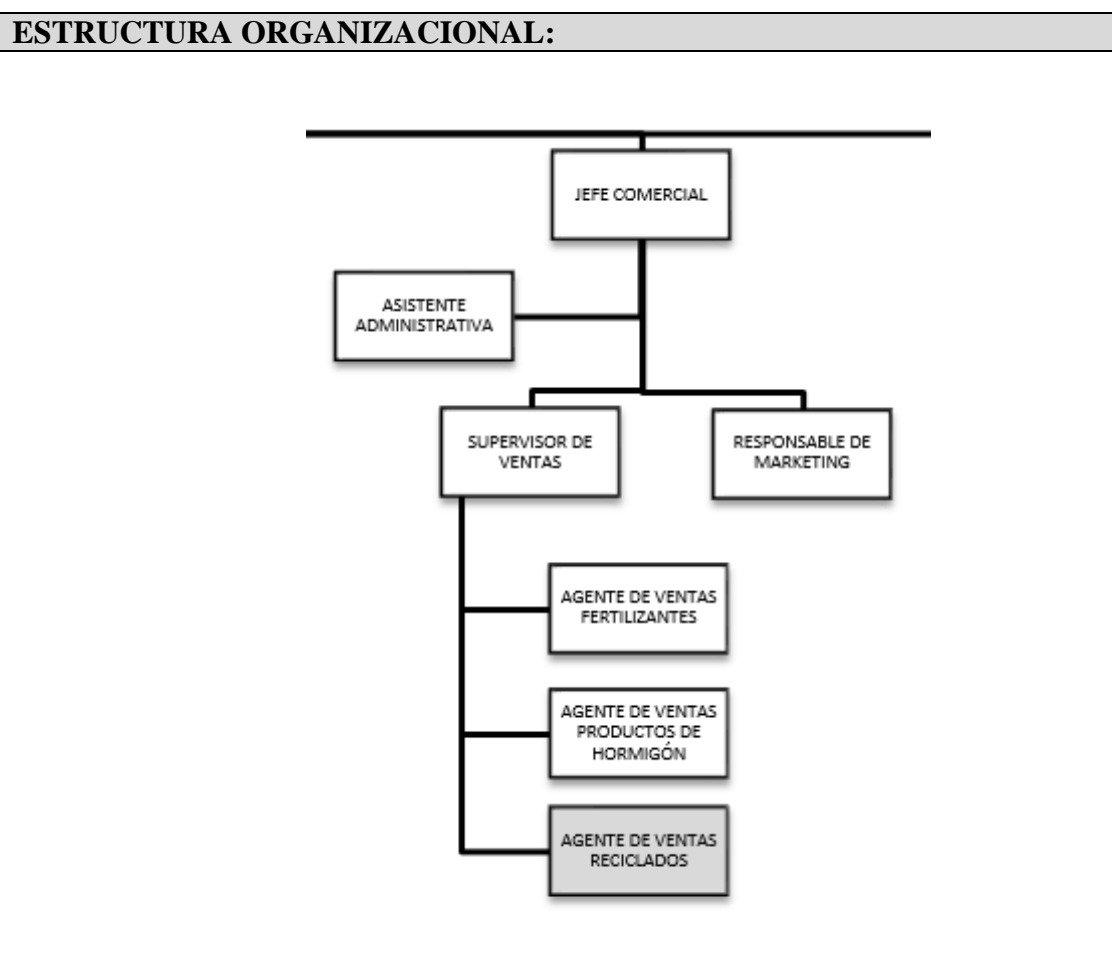 ESTRUCTURA ORGANIZACIONAL:
JEFE COMERCIAL
ASISTENTE
ADMINISTRATIVA
SUPERVISOR DE
VENTAS
RESPONSABLE DE
MARKETING
AGENTE DE VENTAS
FERTILIZANTES
AGENTE DE VENTAS
PRODUCTOS DE
HORMIGÓN
AGENTE DE VENTAS
RECICLADOS